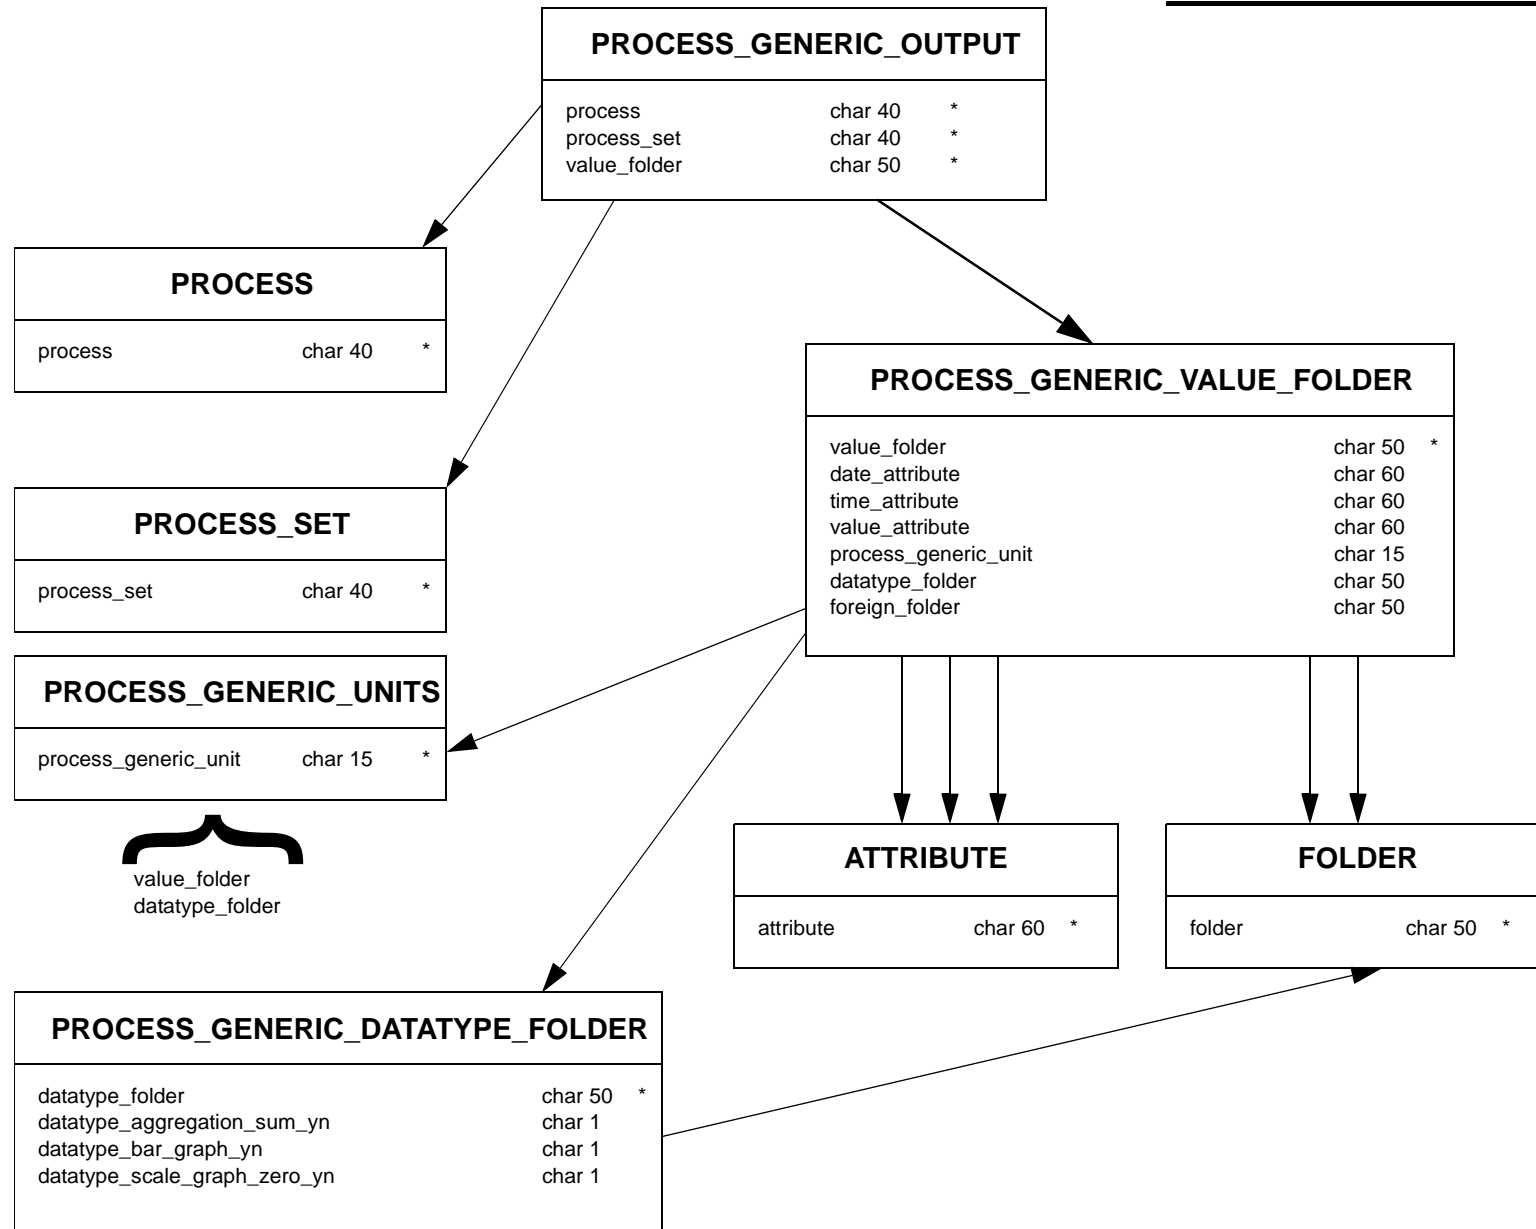 PROCESS_GENERIC_OUTPUT
process char 40 *
process_set char 40 *
value_folder char 50 *
PROCESS
process char 40 *
PROCESS_GENERIC_VALUE_FOLDER
value_folder char 50 *
date_attribute char 60
time_attribute char 60
value_attribute char 60
process_generic_unit char 15
datatype_folder char 50
foreign_folder char 50
PROCESS_SET
process_set char 40 *
PROCESS_GENERIC_UNITS
process_generic_unit char 15 *
value_folder
datatype_folder
ATTRIBUTE
attribute char 60 *
FOLDER
folder char 50 *
PROCESS_GENERIC_DATATYPE_FOLDER
datatype_folder char 50 *
datatype_aggregation_sum_yn char 1
datatype_bar_graph_yn char 1
datatype_scale_graph_zero_yn char 1